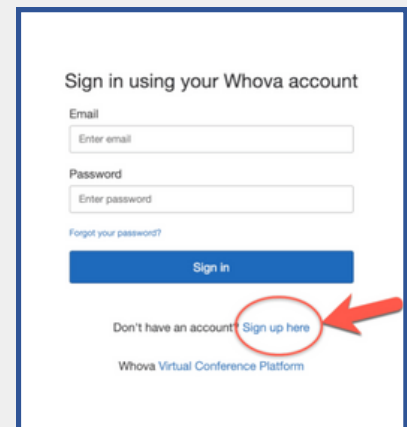 Sign in using your Whova account
Email
Enter email
Password
Enter password
Forgot your password?
Sign in
Don't have an account? Sign up here
Whova Virtual Conference Platform